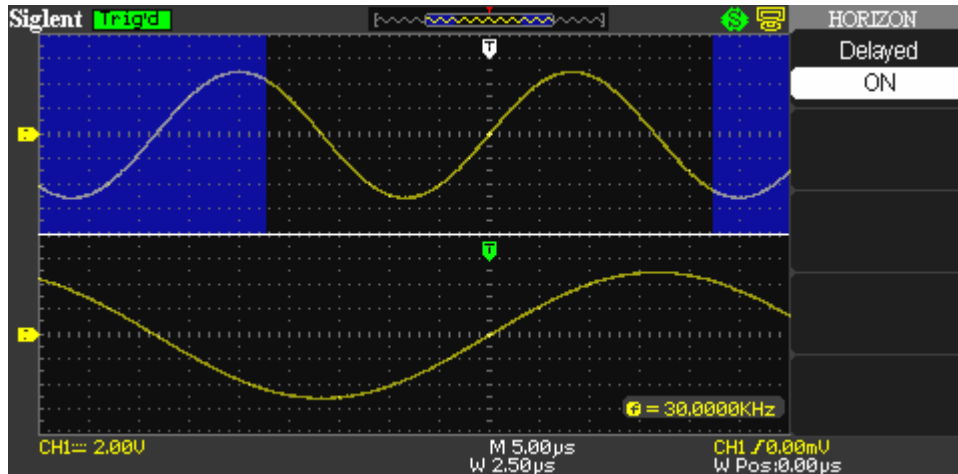 Siglent Trig'd HORIZON
T
Delayed
ON
T
f = 30.0000KHz
CH1 2.00V M 5.00µs CH1 0.00mV
W 2.50µs W Pos:0.00µs